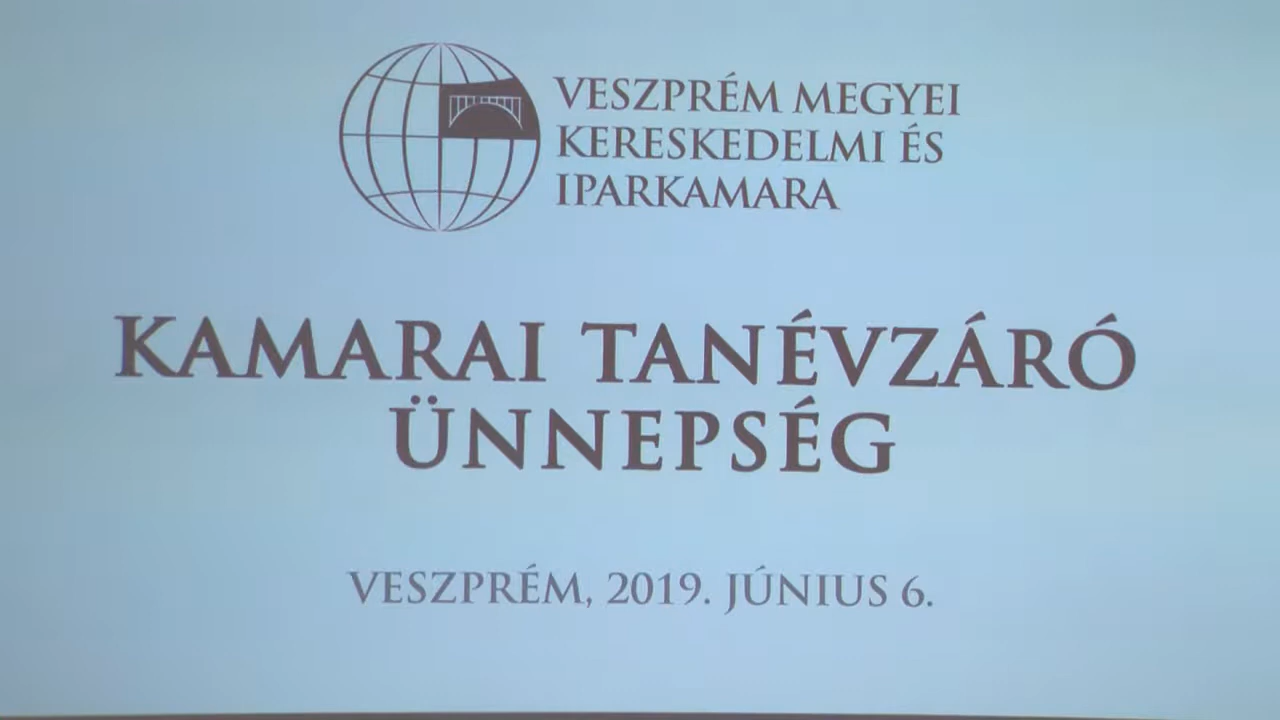 VESZPRÉM MEGYEI
KERESKEDELMI ÉS
IPARKAMARA
KAMARAI TANÉVZÁRÓ
ÜNNEPSÉG
VESZPRÉM, 2019. JÚNIUS 6.